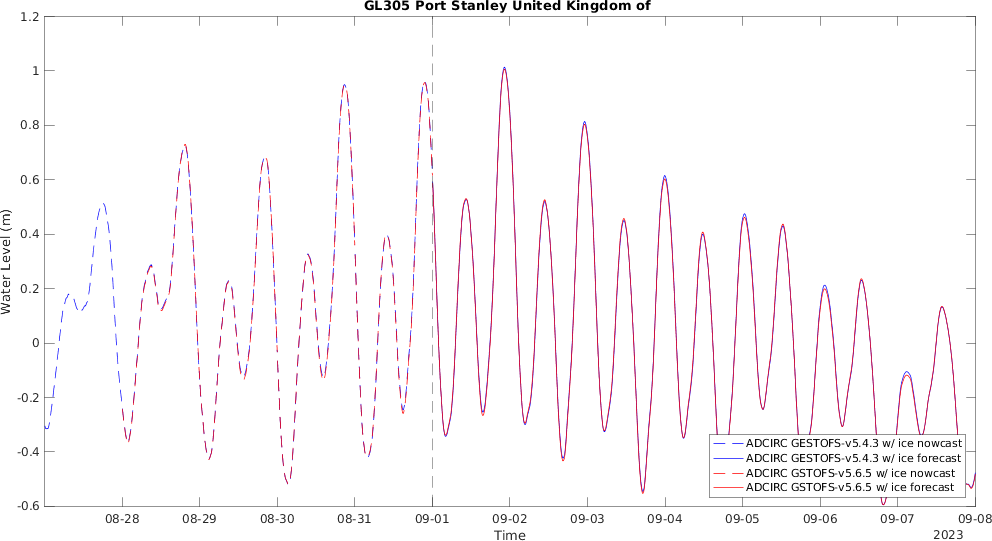 GL305 Port Stanley United Kingdom of
1.2
1
0.8
0.6
0.4
0.2
0
-0.2
-0.4
-0.6
Water Level (m)
ADCIRC GESTOFS-v5.4.3 w/ ice nowcast
ADCIRC GESTOFS-v5.4.3 w/ ice forecast
ADCIRC GSTOFS-v5.6.5 w/ ice nowcast
ADCIRC GSTOFS-v5.6.5 w/ ice forecast
08-28 08-29 08-30 08-31 09-01 09-02 09-03 09-04 09-05 09-06 09-07 09-08
Time
2023